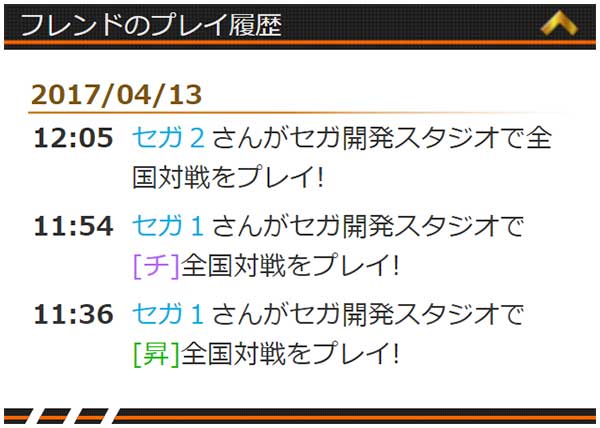 フレンドのプレイ履歴
2017/04/13
12:05 セガ２さんがセガ開発スタジオで全
国対戦をプレイ!
11:54 セガ１さんがセガ開発スタジオで
[チ]全国対戦をプレイ!
11:36 セガ１さんがセガ開発スタジオで
[昇]全国対戦をプレイ!